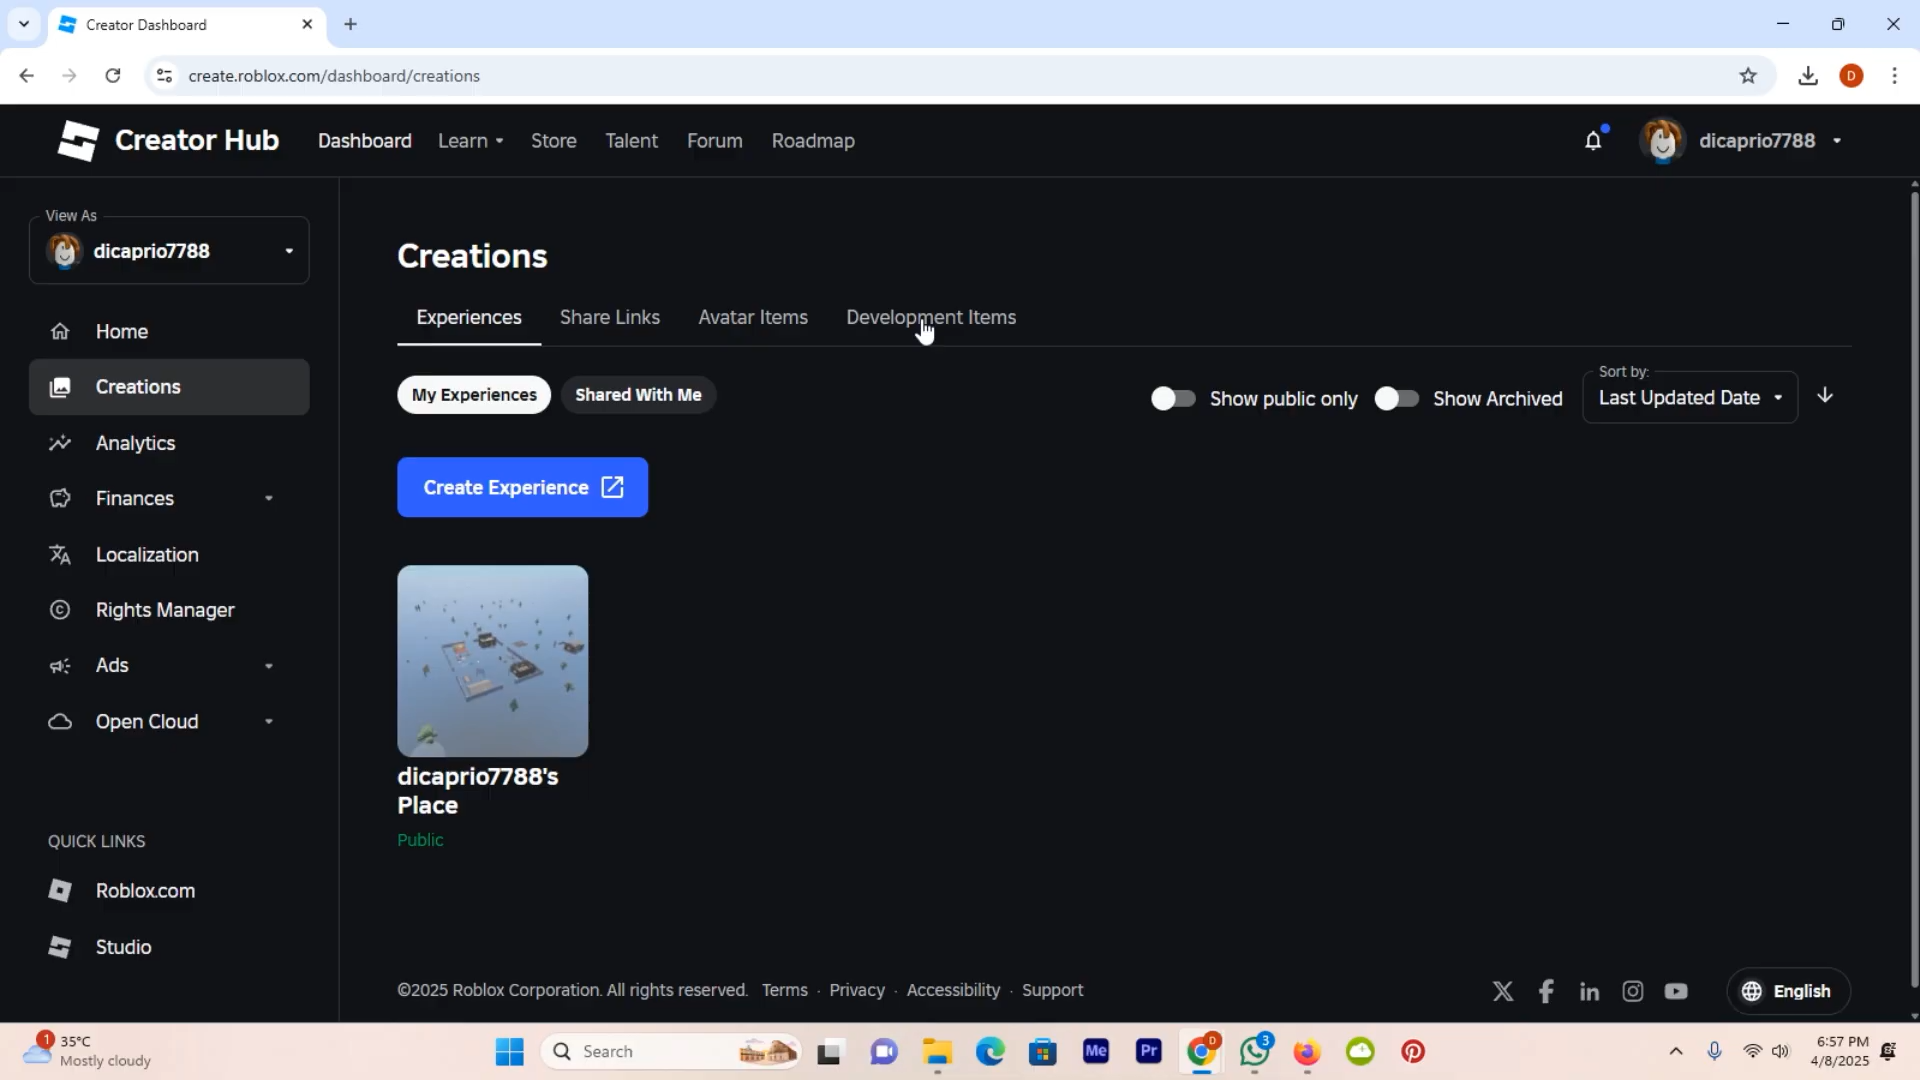 Creator Dashboard
create.roblox.com/dashboard/creations
D
Creator Hub
Dashboard
Learn
Store
Talent
Forum
Roadmap
dicaprio7788
View As
dicaprio7788
Home
Creations
Analytics
Finances
Localization
Rights Manager
Ads
Open Cloud
QUICK LINKS
Roblox.com
Studio
Creations
Experiences
Share Links
Avatar Items
Development Items
My Experiences
Shared With Me
Show public only
Show Archived
Sort by:
Last Updated Date
Create Experience
dicaprio7788's
Place
Public
©2025 Roblox Corporation. All rights reserved.
Terms · Privacy · Accessibility · Support
English
1
35°C
Mostly cloudy
Search
Me
Pr
D
3
6:57 PM
4/8/2025